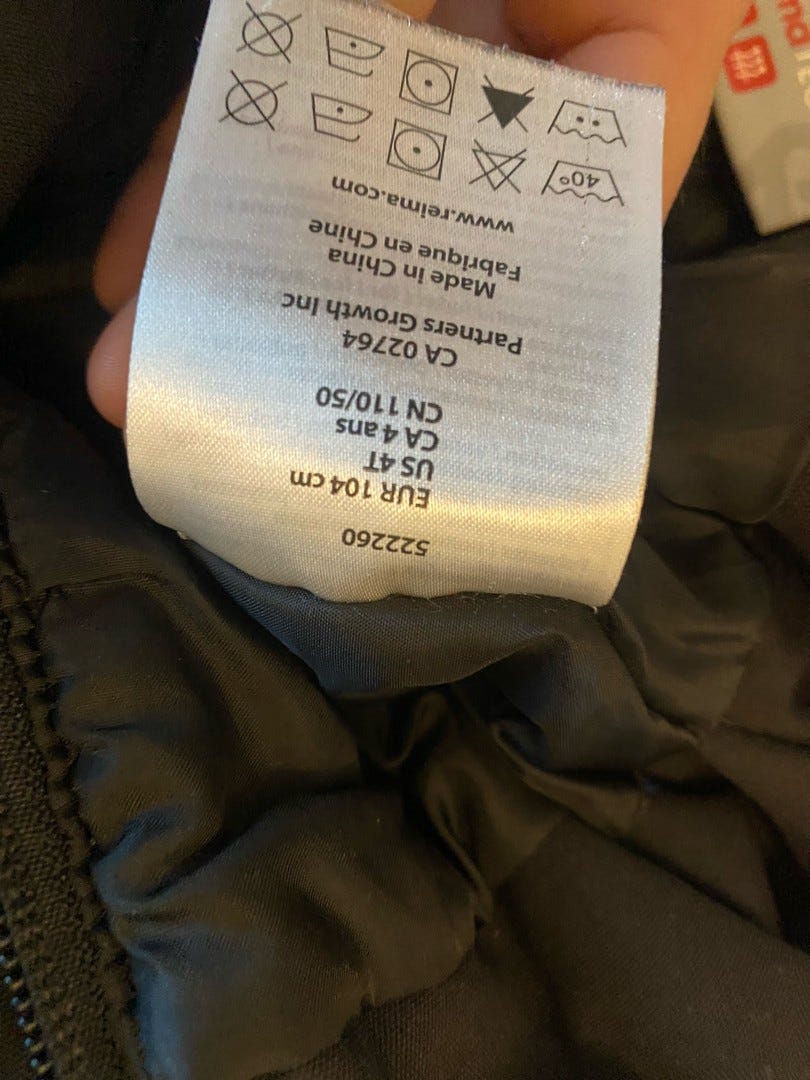 522260
EUR 104 cm
US 4T
CA 4 ans
CN 110/50
CA 02764
Partners Growth Inc
Made in China
Fabriqué en Chine
www.reima.com
40°